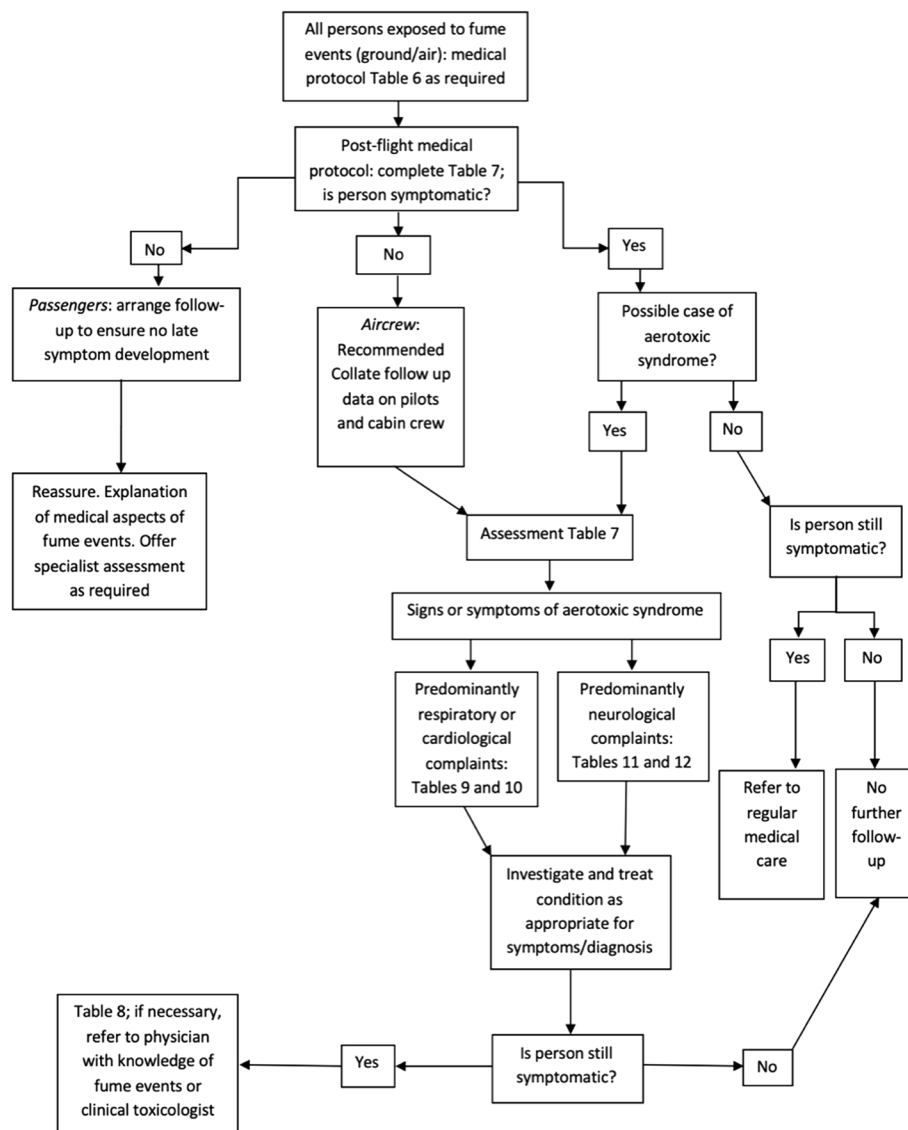 All persons exposed to fume
events (ground/air): medical
protocol Table 6 as required
Post-flight medical
protocol: complete Table 7;
is person symptomatic?
No
No
Yes
Passengers: arrange follow-
up to ensure no late
symptom development
Aircrew:
Recommended
Collate follow up
data on pilots
and cabin crew
Possible case of
aerotoxic
syndrome?
Yes
No
Reassure. Explanation
of medical aspects of
fume events. Offer
specialist assessment
as required
Assessment Table 7
Is person still
symptomatic?
Signs or symptoms of aerotoxic syndrome
Yes
No
Predominantly
respiratory or
cardiological
complaints:
Tables 9 and 10
Predominantly
neurological
complaints:
Tables 11 and 12
Refer to
regular
medical
care
No
further
follow-
up
Investigate and treat
condition as
appropriate for
symptoms/diagnosis
Table 8; if necessary,
refer to physician
with knowledge of
fume events or
clinical toxicologist
Yes
Is person still
symptomatic?
No